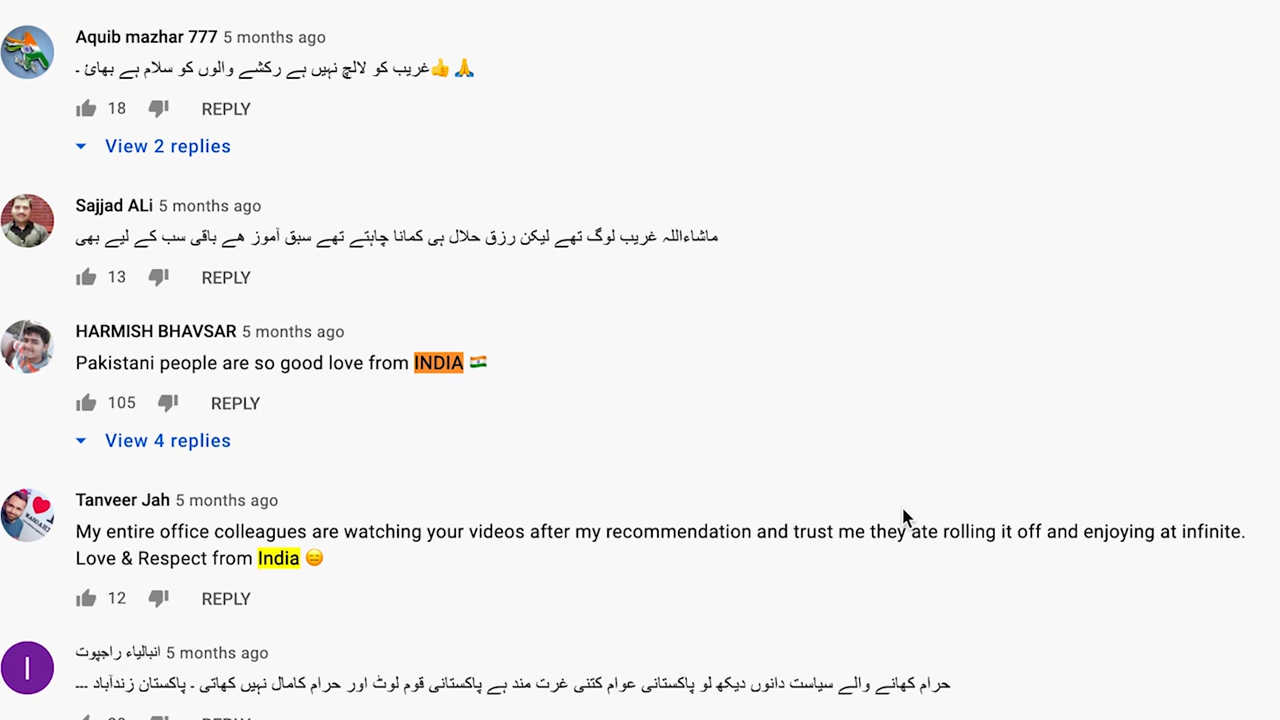 Aquib mazhar 777 5 months ago
غریب کو لالچ نہیں ہے رکشے والوں کو سلام ہے بھائ ۔👍🙏
18 REPLY
View 2 replies
Sajjad ALi 5 months ago
ماشاءاللہ غریب لوگ تھے لیکن رزق حلال ہی کمانا چاہتے تھے سبق آموز ھے باقی سب کے لیے بھی
13 REPLY
HARMISH BHAVSAR 5 months ago
Pakistani people are so good love from INDIA 🇮🇳
105 REPLY
View 4 replies
Tanveer Jah 5 months ago
My entire office colleagues are watching your videos after my recommendation and trust me they ate rolling it off and enjoying at infinite.
Love & Respect from India 😑
12 REPLY
I
انبالیاء راجپوت 5 months ago
حرام کھانے والے سیاست دانوں دیکھ لو پاکستانی عوام کتنی غرت مند ہے پاکستانی قوم لوٹ اور حرام کامال نہیں کھاتی ۔ پاکستان زندآباد ---